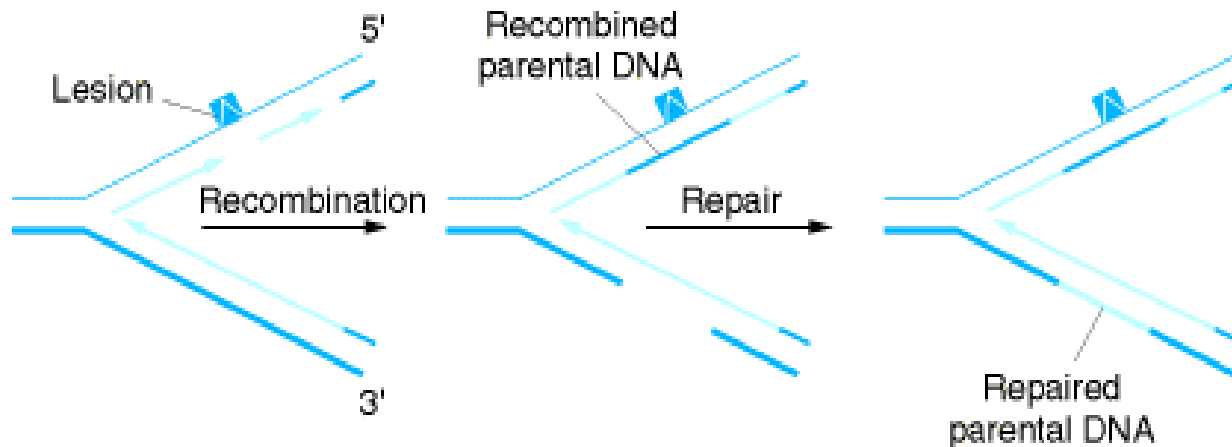 5'
Lesion
Recombination
3'
Recombined
parental DNA
Repair
Repaired
parental DNA